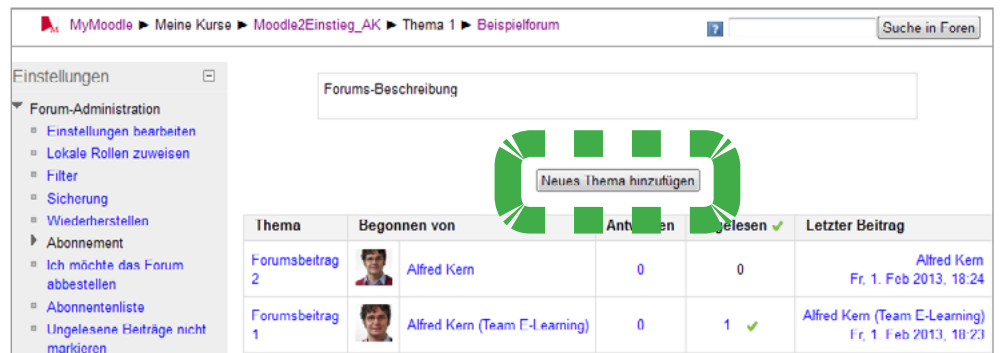 MyMoodle ► Meine Kurse ► Moodle2Einstieg_AK ► Thema 1 ► Beispielforum
? Suche in Foren
Einstellungen
Forum-Administration
Einstellungen bearbeiten
Lokale Rollen zuweisen
Filter
Sicherung
Wiederherstellen
Abonnement
Ich möchte das Forum
abbestellen
Abonnentenliste
Ungelesene Beiträge nicht
markieren
Forums-Beschreibung
Neues Thema hinzufügen
Thema Begonnen von Letzter Beitrag
Forumsbeitrag
2
Alfred Kern
0
0
Alfred Kern
Fr, 1. Feb 2013, 18:24
Forumsbeitrag
1
Alfred Kern (Team E-Learning)
0
1
Alfred Kern (Team E-Learning)
Fr, 1. Feb 2013, 18:23